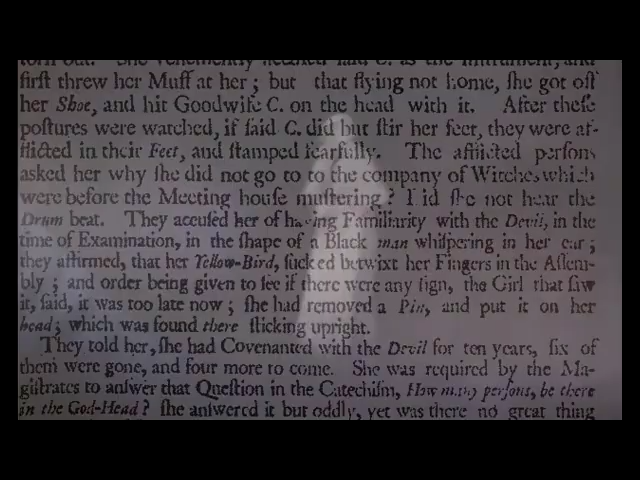 torn out. She vehemently accused said C. as the instrument, and
firſt threw her Muff at her; but that flying not home, ſhe got off
her Shoe, and hit Goodwife C. on the head with it. After theſe
poſtures were watched, if ſaid C. did but ſtir her feet, they were af-
flicted in their Feet, and ſtamped fearfully. The afflicted perſons
asked her why ſhe did not go to to the company of Witches which
were before the Meeting houſe muſtering? Did ſhe not hear the
Drum beat. They accuſed her of having Familiarity with the Devil, in the
time of Examination, in the ſhape of a Black man whiſpering in her ear;
they affirmed, that her Yellow-Bird, ſucked betwixt her Fingers in the Aſſem-
bly; and order being given to ſee if there were any ſign, the Girl that ſaw
it, ſaid, it was too late now; ſhe had removed a Pin, and put it on her
head; which was found there ſticking upright.
They told her, ſhe had Covenanted with the Devil for ten years, ſix of
them were gone, and four more to come. She was required by the Ma-
giſtrates to anſwer that Queſtion in the Catechiſm, How many perſons, be there
in the God-Head? ſhe anſwered it but oddly, yet was there no great thing